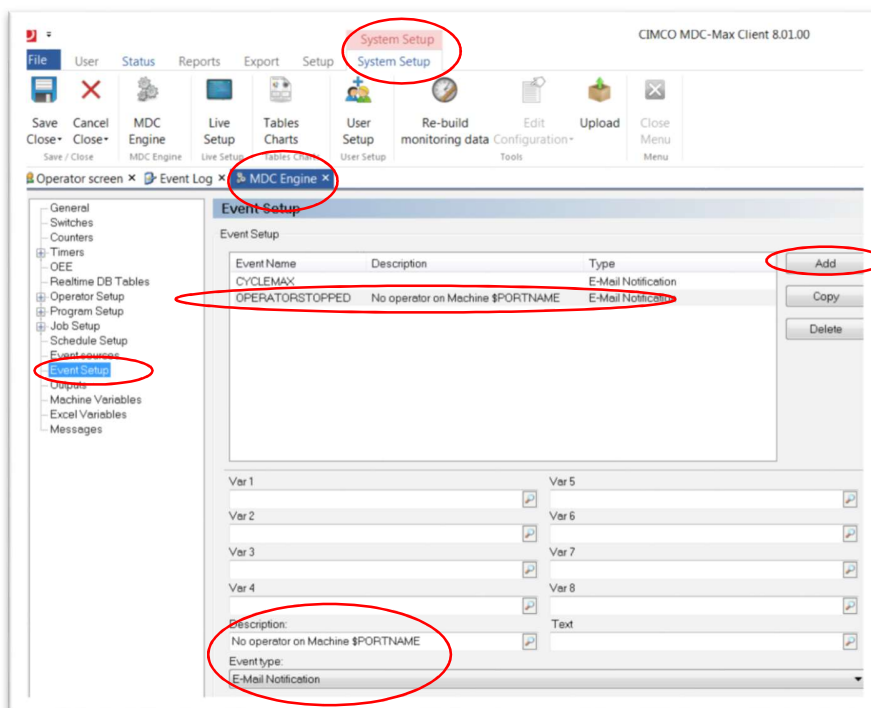 CIMCO MDC-Max Client 8.01.00
System Setup
File User Status Reports Export Setup System Setup
Save Close Cancel Close MDC Engine Live Setup Tables Charts User Setup Re-build monitoring data Edit Configuration Upload Close Menu
Save / Close MDC Engine Live Setup Tables Charts User Setup Tools Menu
Operator screen Event Log MDC Engine
General
Switches
Counters
Timers
OEE
Realtime DB Tables
Operator Setup
Program Setup
Job Setup
Schedule Setup
Event sources
Event Setup
Outputs
Machine Variables
Excel Variables
Messages
Event Setup
Event Setup
Event Name Description Type
CYCLEMAX E-Mail Notification
OPERATORSTOPPED No operator on Machine $PORTNAME E-Mail Notification
Add
Copy
Delete
Var 1 Var 5
Var 2 Var 6
Var 3 Var 7
Var 4 Var 8
Description: Text
No operator on Machine $PORTNAME
Event type:
E-Mail Notification